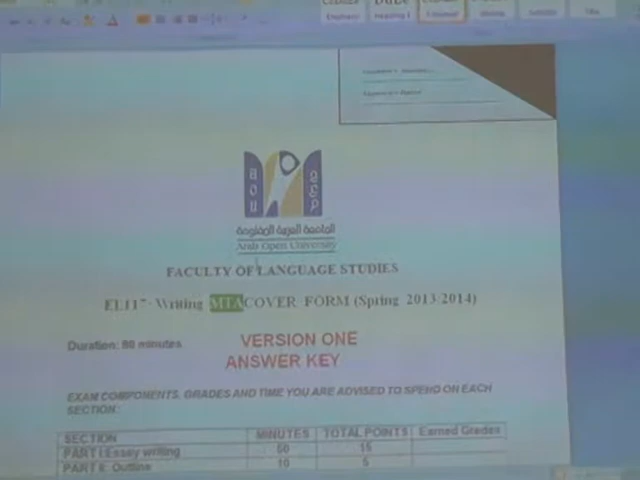 الجامعة العربية المفتوحة
Arab Open University
FACULTY OF LANGUAGE STUDIES
EL117- Writing MTA COVER FORM (Spring 2013/2014)
Duration: 80 minutes
VERSION ONE
ANSWER KEY
EXAM COMPONENTS, GRADES AND TIME YOU ARE ADVISED TO SPEND ON EACH
SECTION:
SECTION MINUTES TOTAL POINTS Earned Grades
PART I: Essay writing 50 15
PART II: Outline 10 5